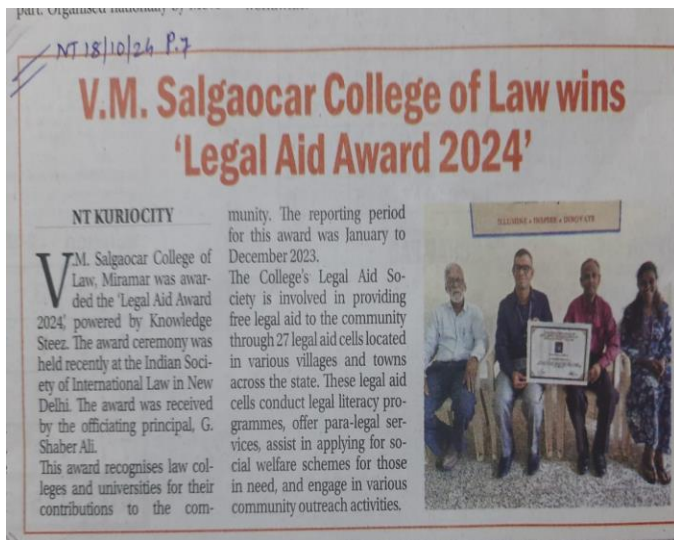 part. Organised nationally by
NT 18/10/24 P.7
V.M. Salgaocar College of Law wins
‘Legal Aid Award 2024’
NT KURIOCITY
V.M. Salgaocar College of
Law, Miramar was awar-
ded the ‘Legal Aid Award
2024’, powered by Knowledge
Steez. The award ceremony was
held recently at the Indian Soci-
ety of International Law in New
Delhi. The award was received
by the officiating principal, G.
Shaber Ali.
This award recognises law col-
leges and universities for their
contributions to the com-
munity. The reporting period
for this award was January to
December 2023.
The College’s Legal Aid So-
ciety is involved in providing
free legal aid to the community
through 27 legal aid cells located
in various villages and towns
across the state. These legal aid
cells conduct legal literacy pro-
grammes, offer para-legal ser-
vices, assist in applying for so-
cial welfare schemes for those
in need, and engage in various
community outreach activities.
ILLUMINE • INSPIRE • INNOVATE